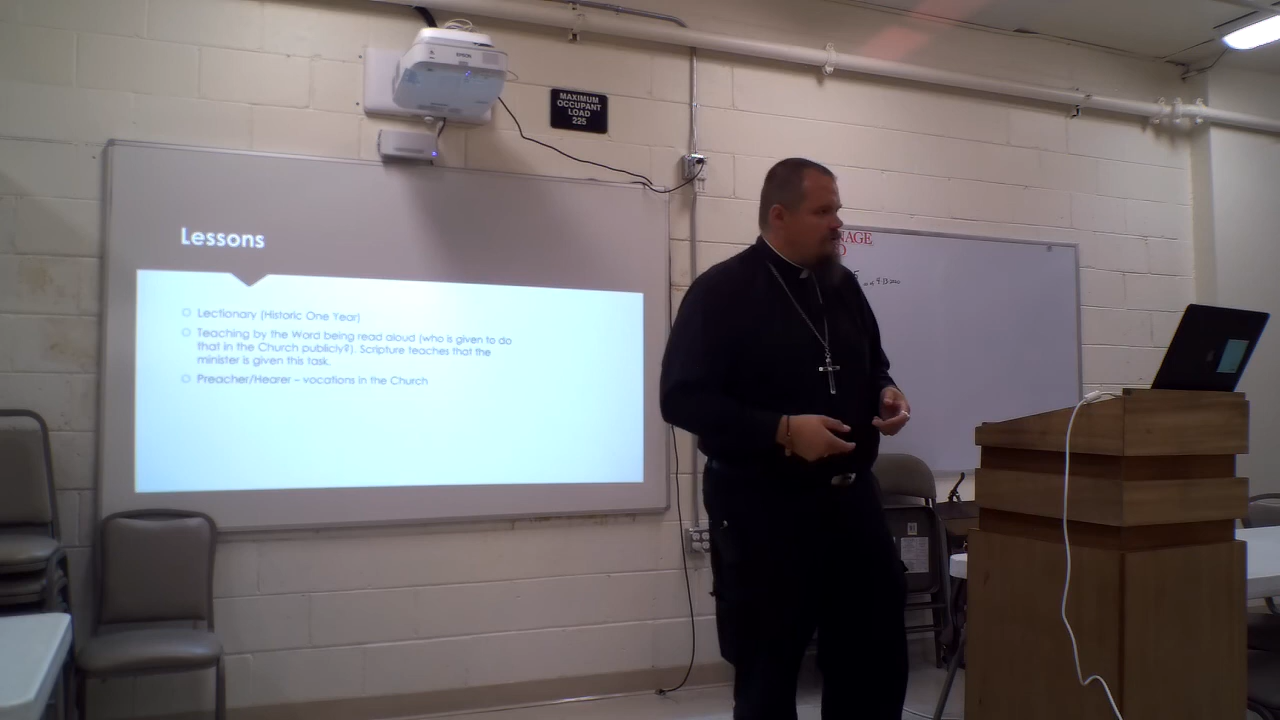 EPSON
MAXIMUM
OCCUPANT
LOAD
225
Lessons
Lectionary (Historic One Year)
Teaching by the Word being read aloud (who is given to do
that in the Church publicly?). Scripture teaches that the
minister is given this task.
Preacher/Hearer – vocations in the Church
NAGE